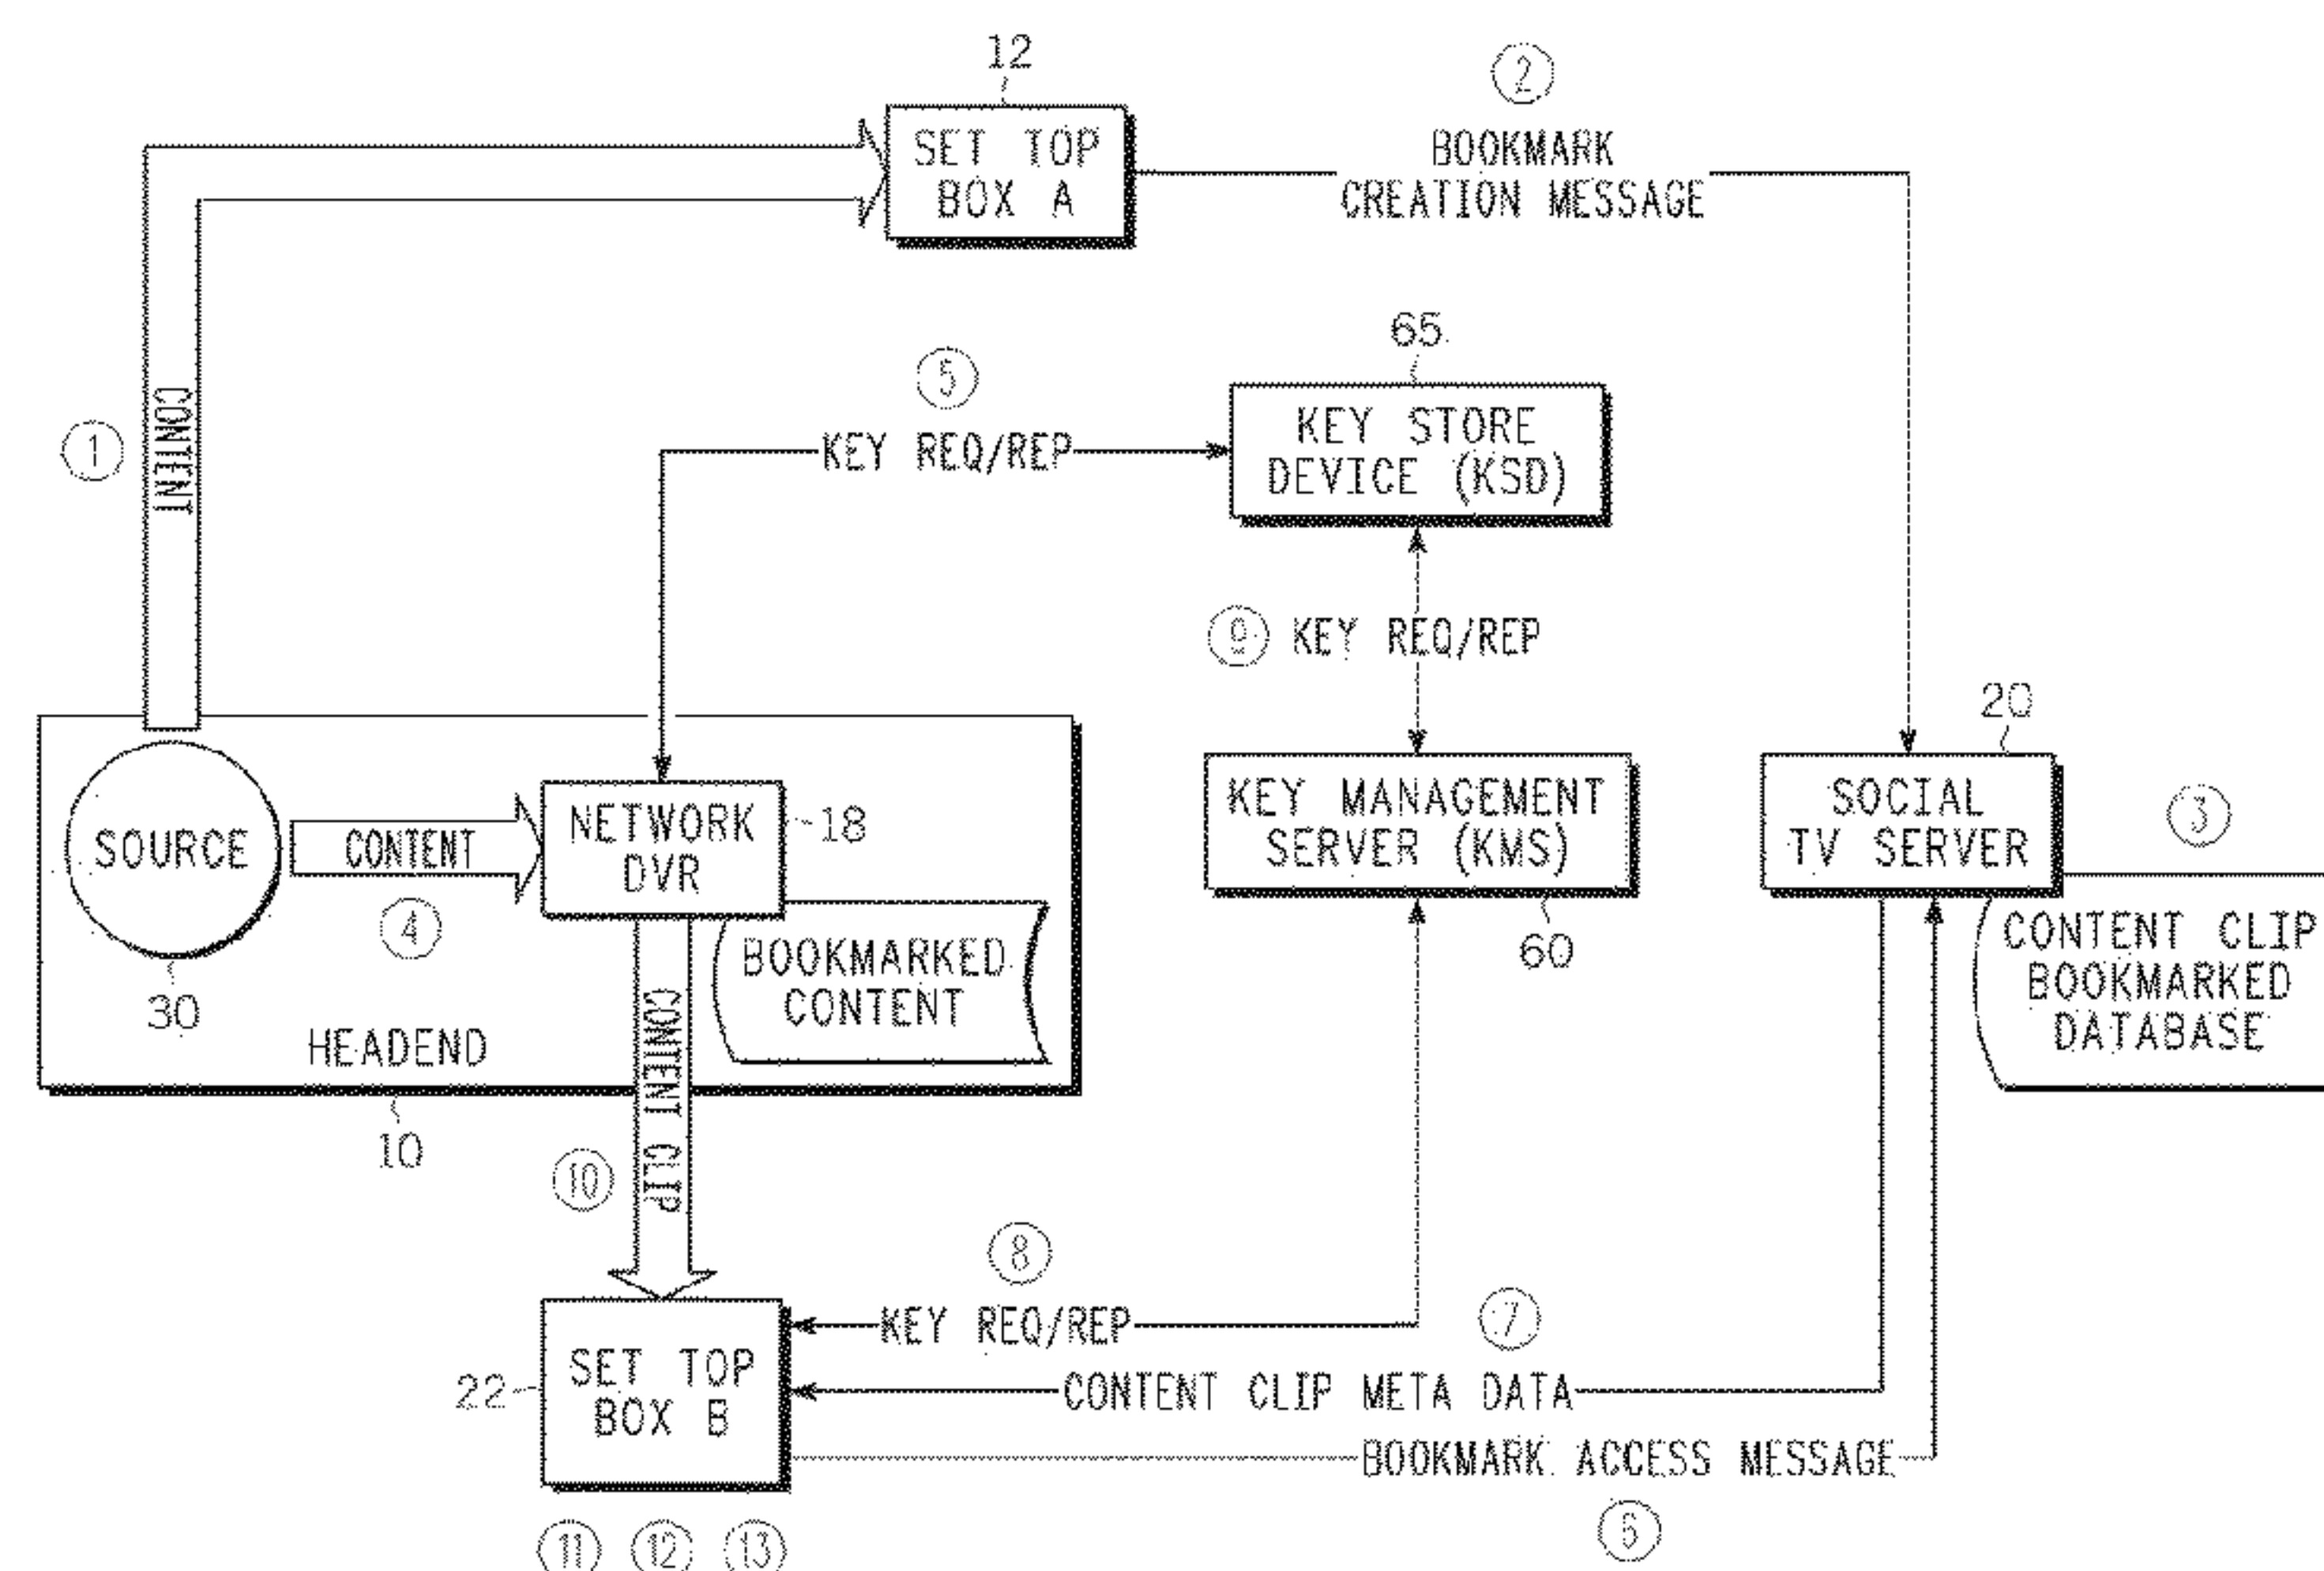 12
2
SET TOP
BOX A
BOOKMARK
CREATION MESSAGE
65
5
1
CONTENT
KEY REQ/REP
KEY STORE
DEVICE (KSD)
9
KEY REQ/REP
20
SOURCE
CONTENT
NETWORK
DVR
18
KEY MANAGEMENT
SERVER (KMS)
SOCIAL
TV SERVER
3
4
30
HEADEND
BOOKMARKED
CONTENT
60
CONTENT CLIP
BOOKMARKED
DATABASE
10
10
CONTENT CLIP
8
KEY REQ/REP
7
22
SET TOP
BOX B
CONTENT CLIP META DATA
BOOKMARK ACCESS MESSAGE
6
11 12 13